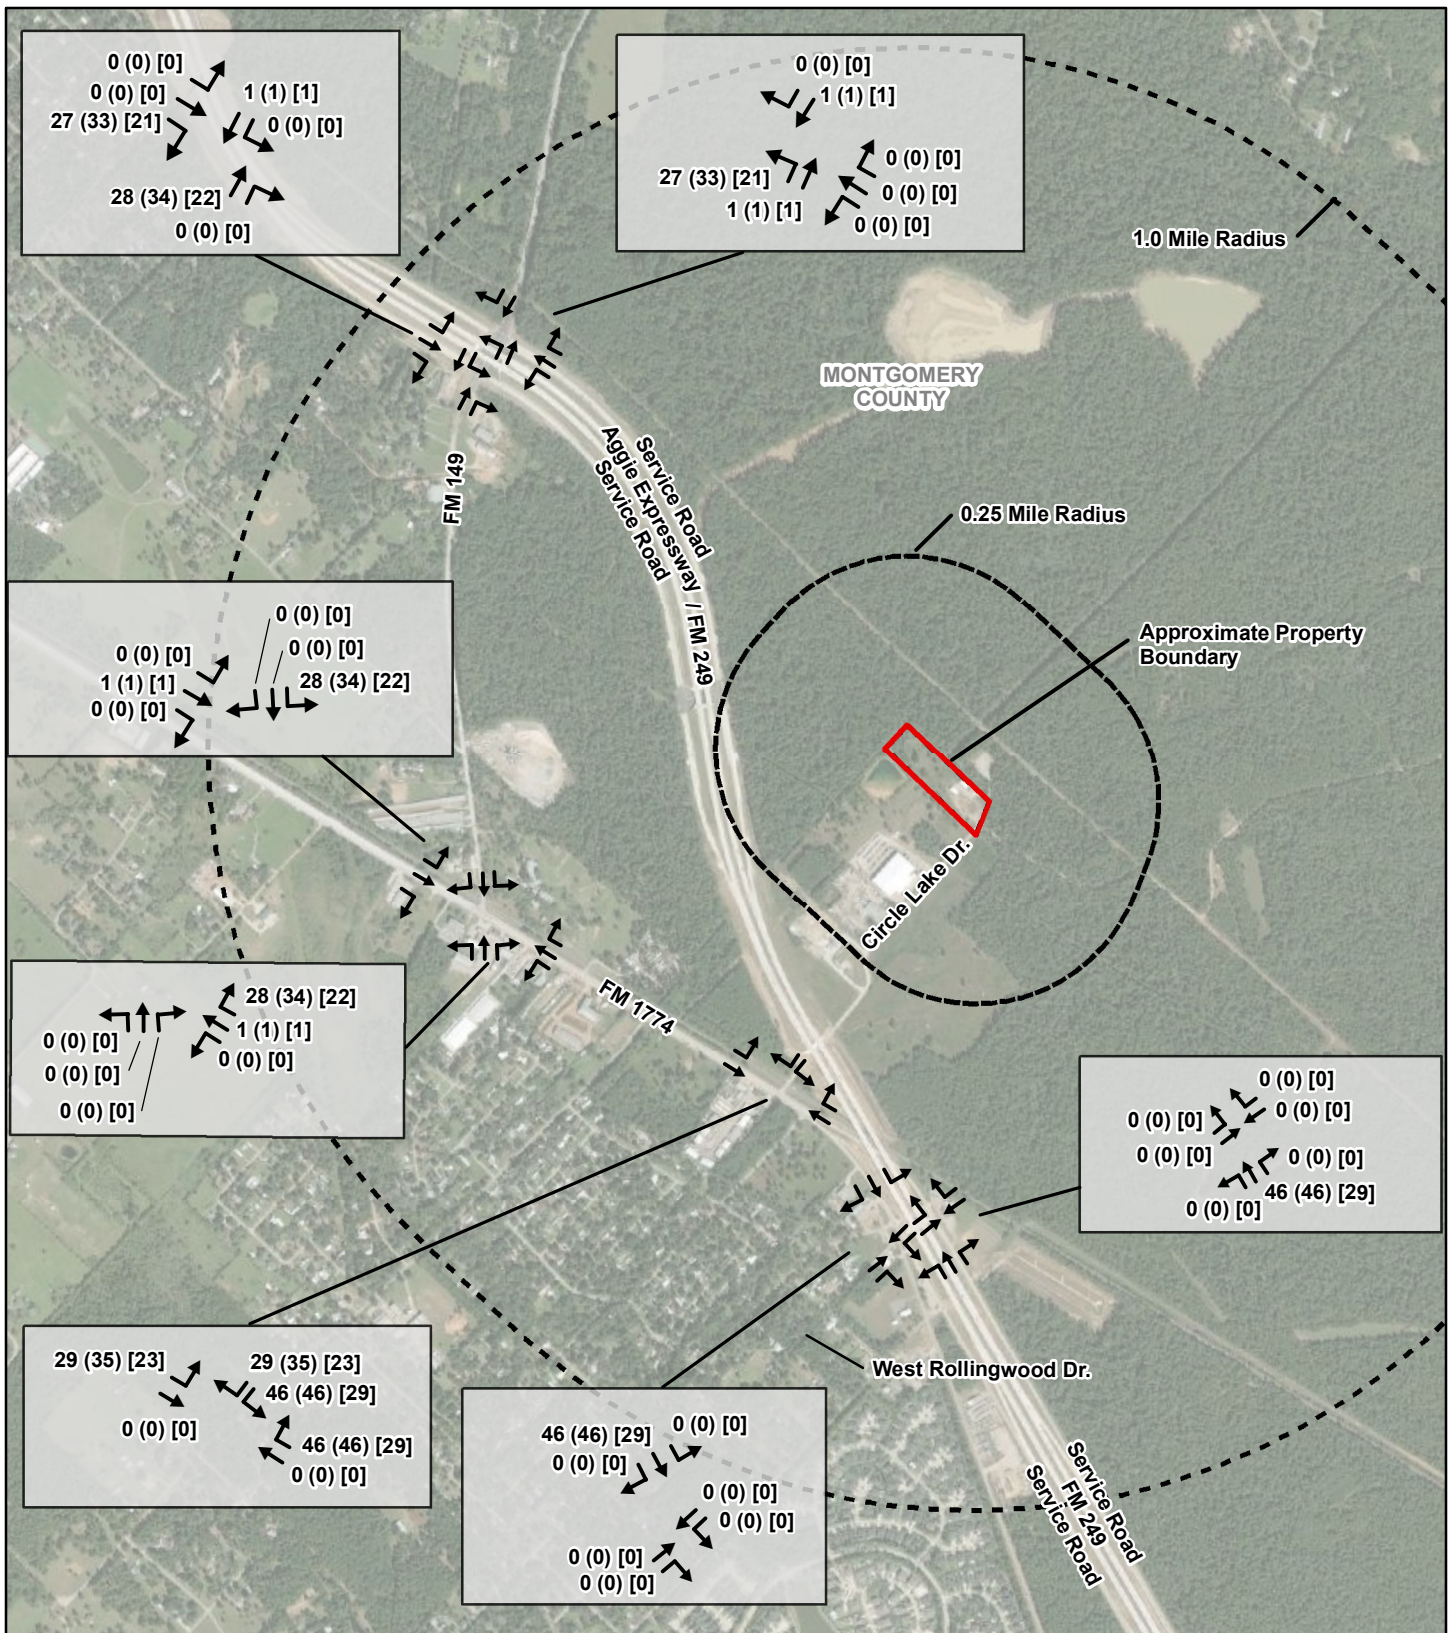 0 (0) [0]
0 (0) [0]
27 (33) [21]
1 (1) [1]
0 (0) [0]
28 (34) [22]
0 (0) [0]
0 (0) [0]
1 (1) [1]
27 (33) [21]
1 (1) [1]
0 (0) [0]
0 (0) [0]
0 (0) [0]
1.0 Mile Radius
MONTGOMERY
COUNTY
Service Road
Aggie Expressway / FM 249
Service Road
FM 149
0.25 Mile Radius
Approximate Property
Boundary
0 (0) [0]
0 (0) [0]
28 (34) [22]
0 (0) [0]
1 (1) [1]
0 (0) [0]
Circle Lake Dr.
FM 1774
28 (34) [22]
1 (1) [1]
0 (0) [0]
0 (0) [0]
0 (0) [0]
0 (0) [0]
0 (0) [0]
0 (0) [0]
0 (0) [0]
0 (0) [0]
0 (0) [0]
46 (46) [29]
0 (0) [0]
29 (35) [23]
0 (0) [0]
29 (35) [23]
46 (46) [29]
46 (46) [29]
0 (0) [0]
West Rollingwood Dr.
46 (46) [29]
0 (0) [0]
0 (0) [0]
0 (0) [0]
0 (0) [0]
0 (0) [0]
0 (0) [0]
Service Road
FM 249
Service Road